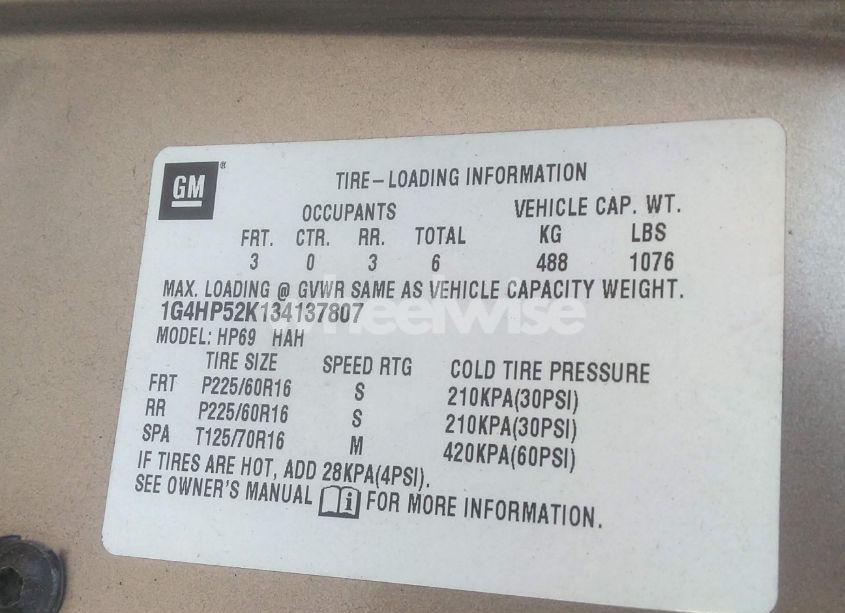 GM ®
TIRE–LOADING INFORMATION
OCCUPANTS VEHICLE CAP. WT.
FRT. CTR. RR. TOTAL KG LBS
3 0 3 6 488 1076
MAX. LOADING @ GVWR SAME AS VEHICLE CAPACITY WEIGHT.
1G4HP52K134137807
wheelwise
MODEL: HP69 HAH
TIRE SIZE SPEED RTG COLD TIRE PRESSURE
FRT P225/60R16 S 210KPA(30PSI)
RR P225/60R16 S 210KPA(30PSI)
SPA T125/70R16 M 420KPA(60PSI)
IF TIRES ARE HOT, ADD 28KPA(4PSI).
SEE OWNER'S MANUAL i FOR MORE INFORMATION.